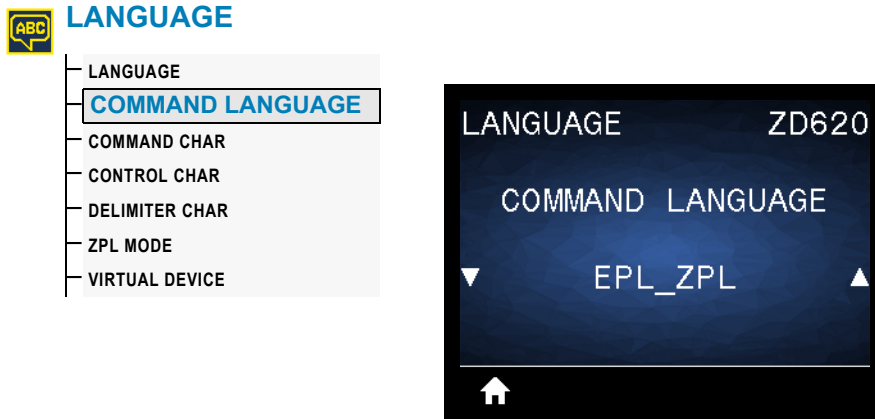 ABC
LANGUAGE
LANGUAGE
COMMAND LANGUAGE
COMMAND CHAR
CONTROL CHAR
DELIMITER CHAR
ZPL MODE
VIRTUAL DEVICE
LANGUAGE ZD620
COMMAND LANGUAGE
EPL_ZPL